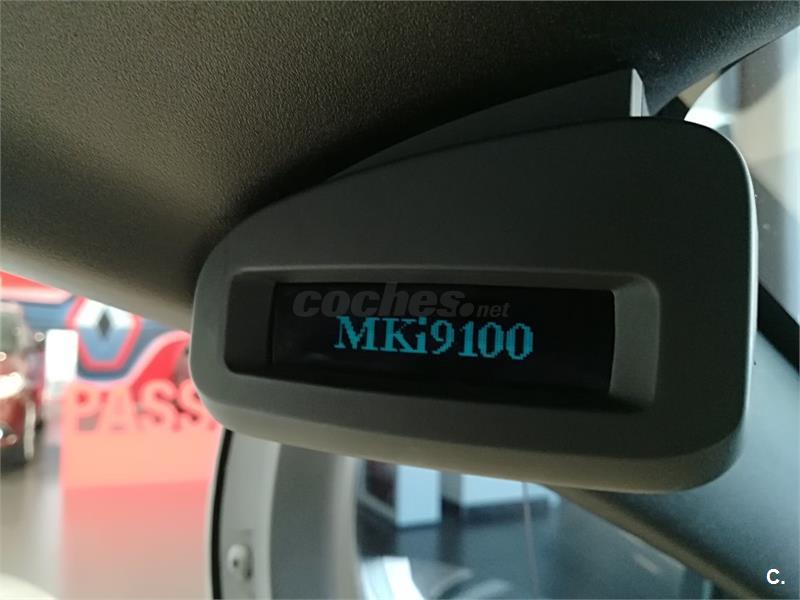 coches.net
MKi9100
PASS
C.